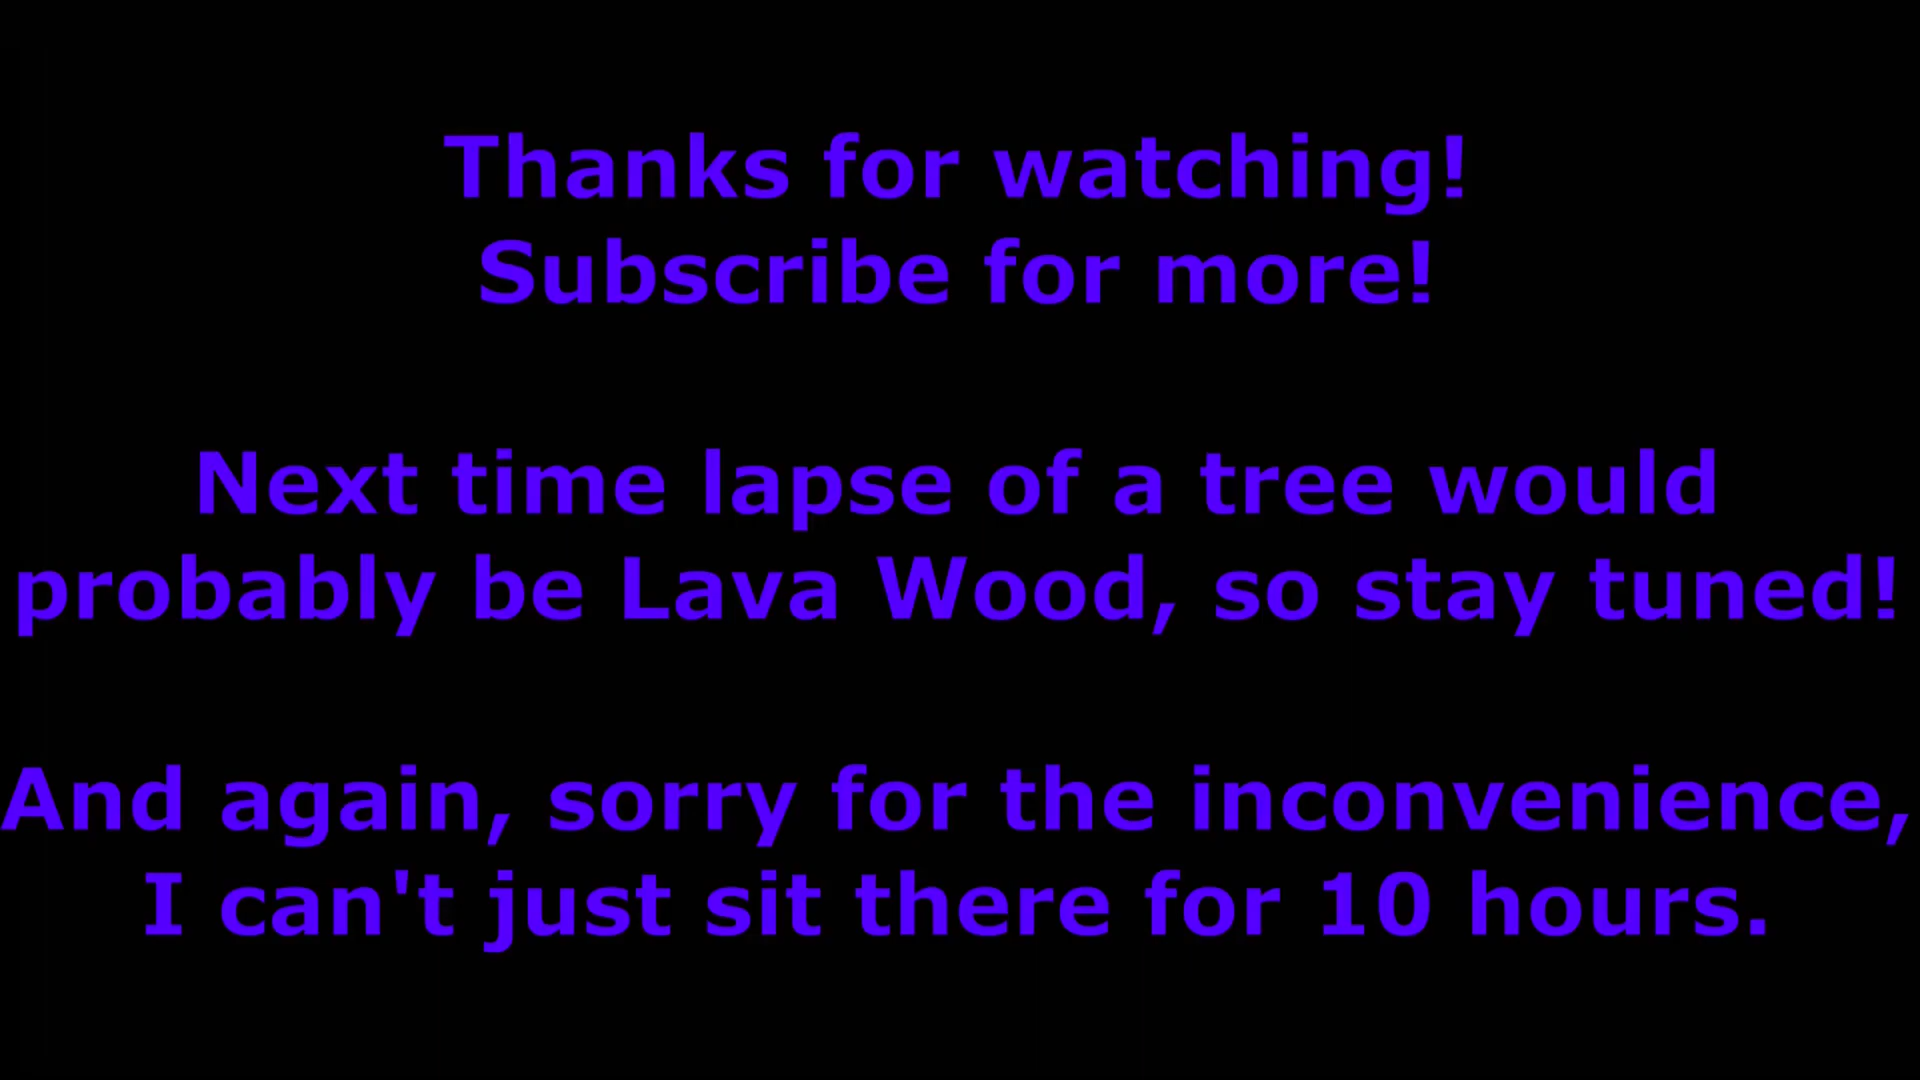 Thanks for watching!
Subscribe for more!
Next time lapse of a tree would
probably be Lava Wood, so stay tuned!
And again, sorry for the inconvenience,
I can't just sit there for 10 hours.